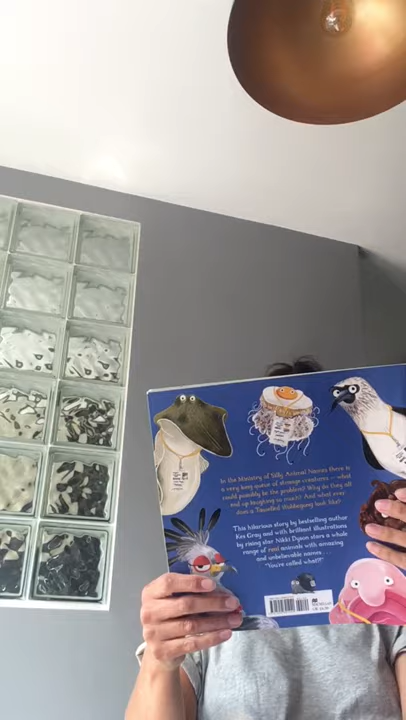 In the Ministry of Silly Animal Names there is
a very long queue of strange creatures – what
could possibly be the problem? Why do they all
end up laughing so much? And what ever
does a Tasselled Wobbegong look like?
This hilarious story by bestselling author
Kes Gray and with brilliant illustrations
by rising star Nikki Dyson stars a whole
range of real animals with amazing
and unbelievable names . . .
"You're called what?!"